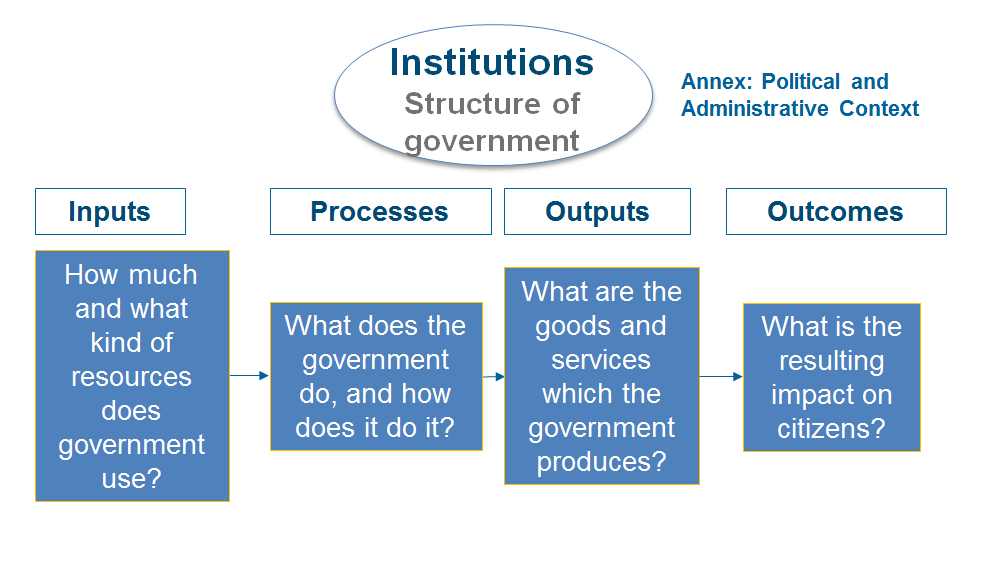 Institutions
Structure of
government
Annex: Political and
Administrative Context
Inputs
Processes
Outputs
Outcomes
How much
and what
kind of
resources
does
government
use?
What does the
government
do, and how
does it do it?
What are the
goods and
services
which the
government
produces?
What is the
resulting
impact on
citizens?